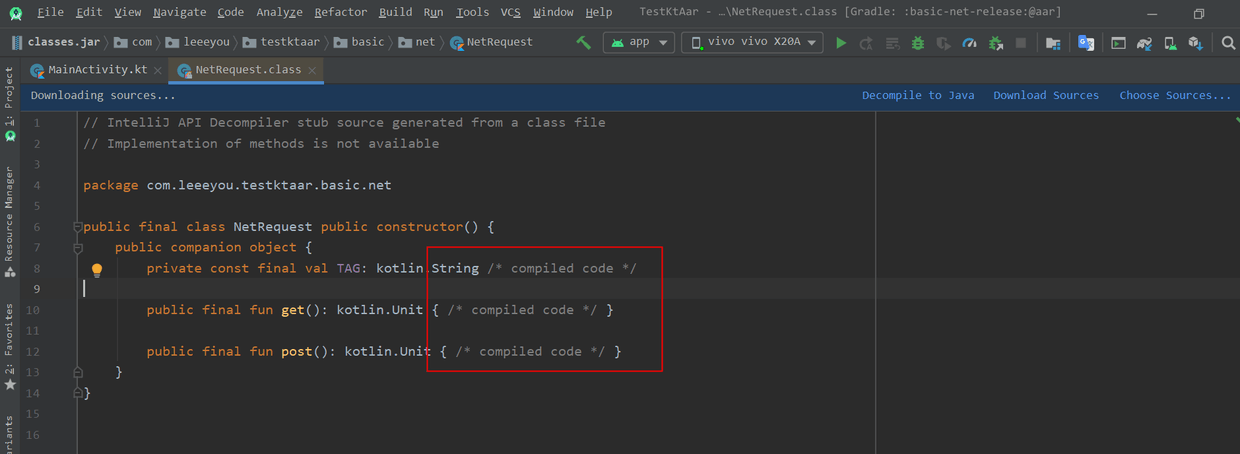 File Edit View Navigate Code Analyze Refactor Build Run Tools VCS Window Help TestKtAar - ...\NetRequest.class [Gradle: :basic-net-release:@aar]
classes.jar com leeeyou testktaar basic net NetRequest app vivo vivo X20A
MainActivity.kt NetRequest.class
Downloading sources... Decompile to Java Download Sources Choose Sources...
1: Project
Resource Manager
2: Favorites
1 // IntelliJ API Decompiler stub source generated from a class file
2 // Implementation of methods is not available
3
4 package com.leeeyou.testktaar.basic.net
5
6 public final class NetRequest public constructor() {
7 public companion object {
8 private const final val TAG: kotlin.String /* compiled code */
9
10 public final fun get(): kotlin.Unit { /* compiled code */ }
11
12 public final fun post(): kotlin.Unit { /* compiled code */ }
13 }
14 }
15
16